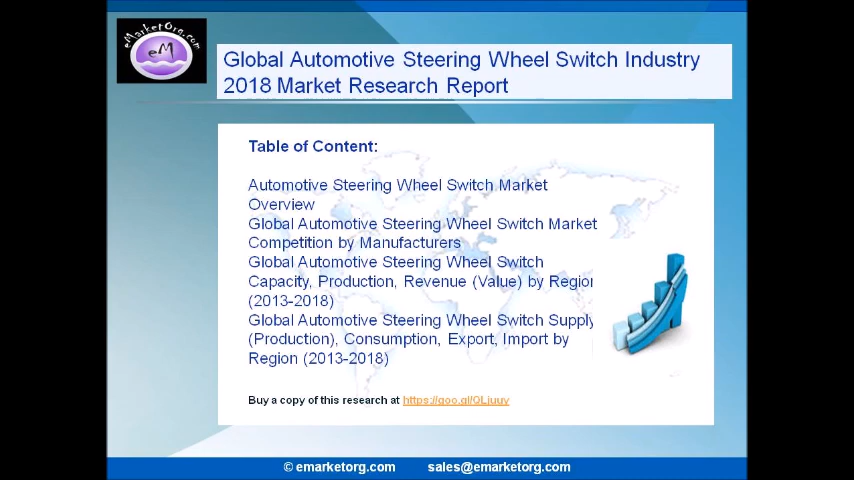 eMarketOrg.com
eM
Global Automotive Steering Wheel Switch Industry
2018 Market Research Report
Table of Content:
Automotive Steering Wheel Switch Market
Overview
Global Automotive Steering Wheel Switch Market
Competition by Manufacturers
Global Automotive Steering Wheel Switch
Capacity, Production, Revenue (Value) by Region
(2013-2018)
Global Automotive Steering Wheel Switch Supply
(Production), Consumption, Export, Import by
Region (2013-2018)
Buy a copy of this research at
© emarketorg.com sales@emarketorg.com